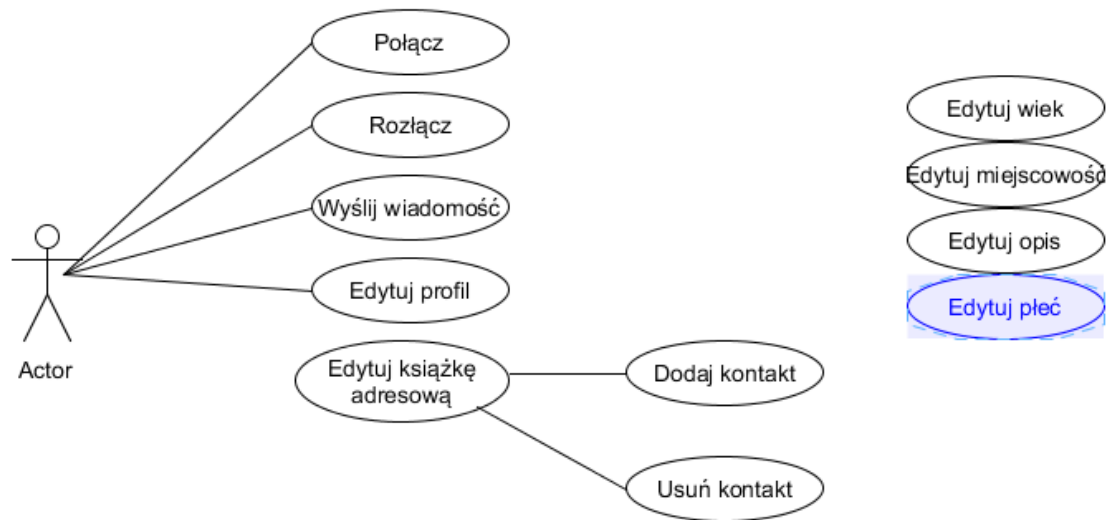 Połącz
Rozłącz
Wyślij wiadomość
Edytuj profil
Edytuj książkę
adresową
Actor
Dodaj kontakt
Usuń kontakt
Edytuj wiek
Edytuj miejscowość
Edytuj opis
Edytuj płeć